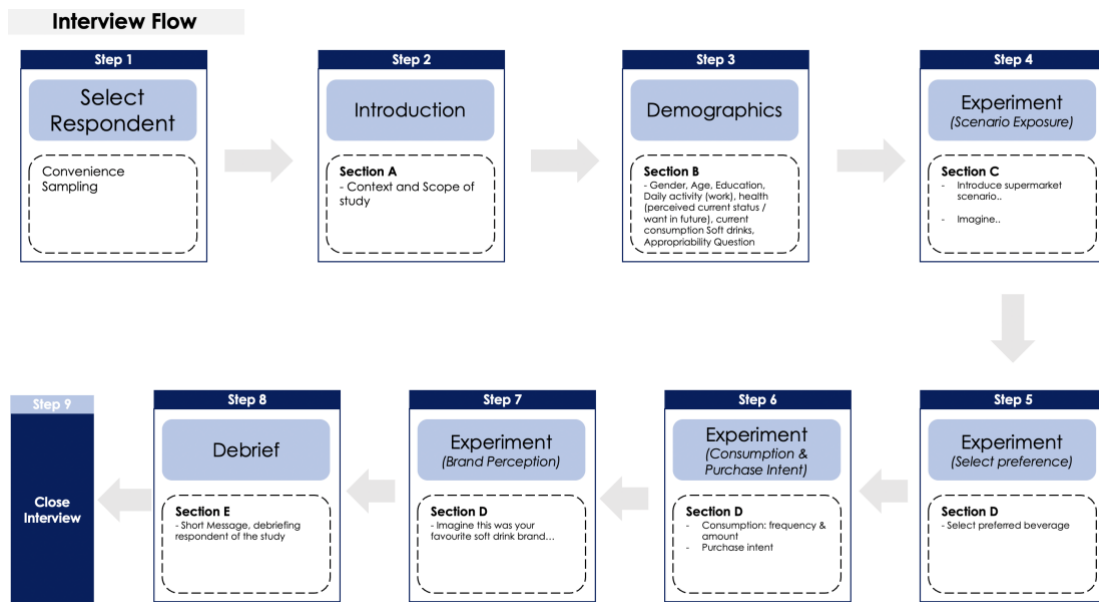 Interview Flow
Step 1
Select
Respondent
Convenience
Sampling
Step 2
Introduction
Section A
- Context and Scope of
study
Step 3
Demographics
Section B
- Gender, Age, Education,
Daily activity (work), health
(perceived current status /
want in future), current
consumption Soft drinks,
Appropriability Question
Step 4
Experiment
(Scenario Exposure)
Section C
- Introduce supermarket
scenario..
- Imagine..
Step 5
Experiment
(Select preference)
Section D
- Select preferred beverage
Step 6
Experiment
(Consumption &
Purchase Intent)
Section D
- Consumption: frequency &
amount
- Purchase intent
Step 7
Experiment
(Brand Perception)
Section D
- Imagine this was your
favourite soft drink brand...
Step 8
Debrief
Section E
- Short Message, debriefing
respondent of the study
Step 9
Close
Interview